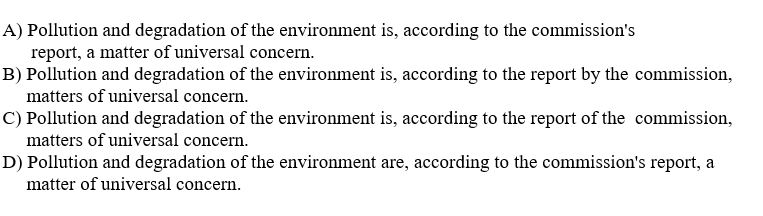 A) Pollution and degradation of the environment is, according to the commission's
report, a matter of universal concern.
B) Pollution and degradation of the environment is, according to the report by the commission,
matters of universal concern.
C) Pollution and degradation of the environment is, according to the report of the commission,
matters of universal concern.
D) Pollution and degradation of the environment are, according to the commission's report, a
matter of universal concern.